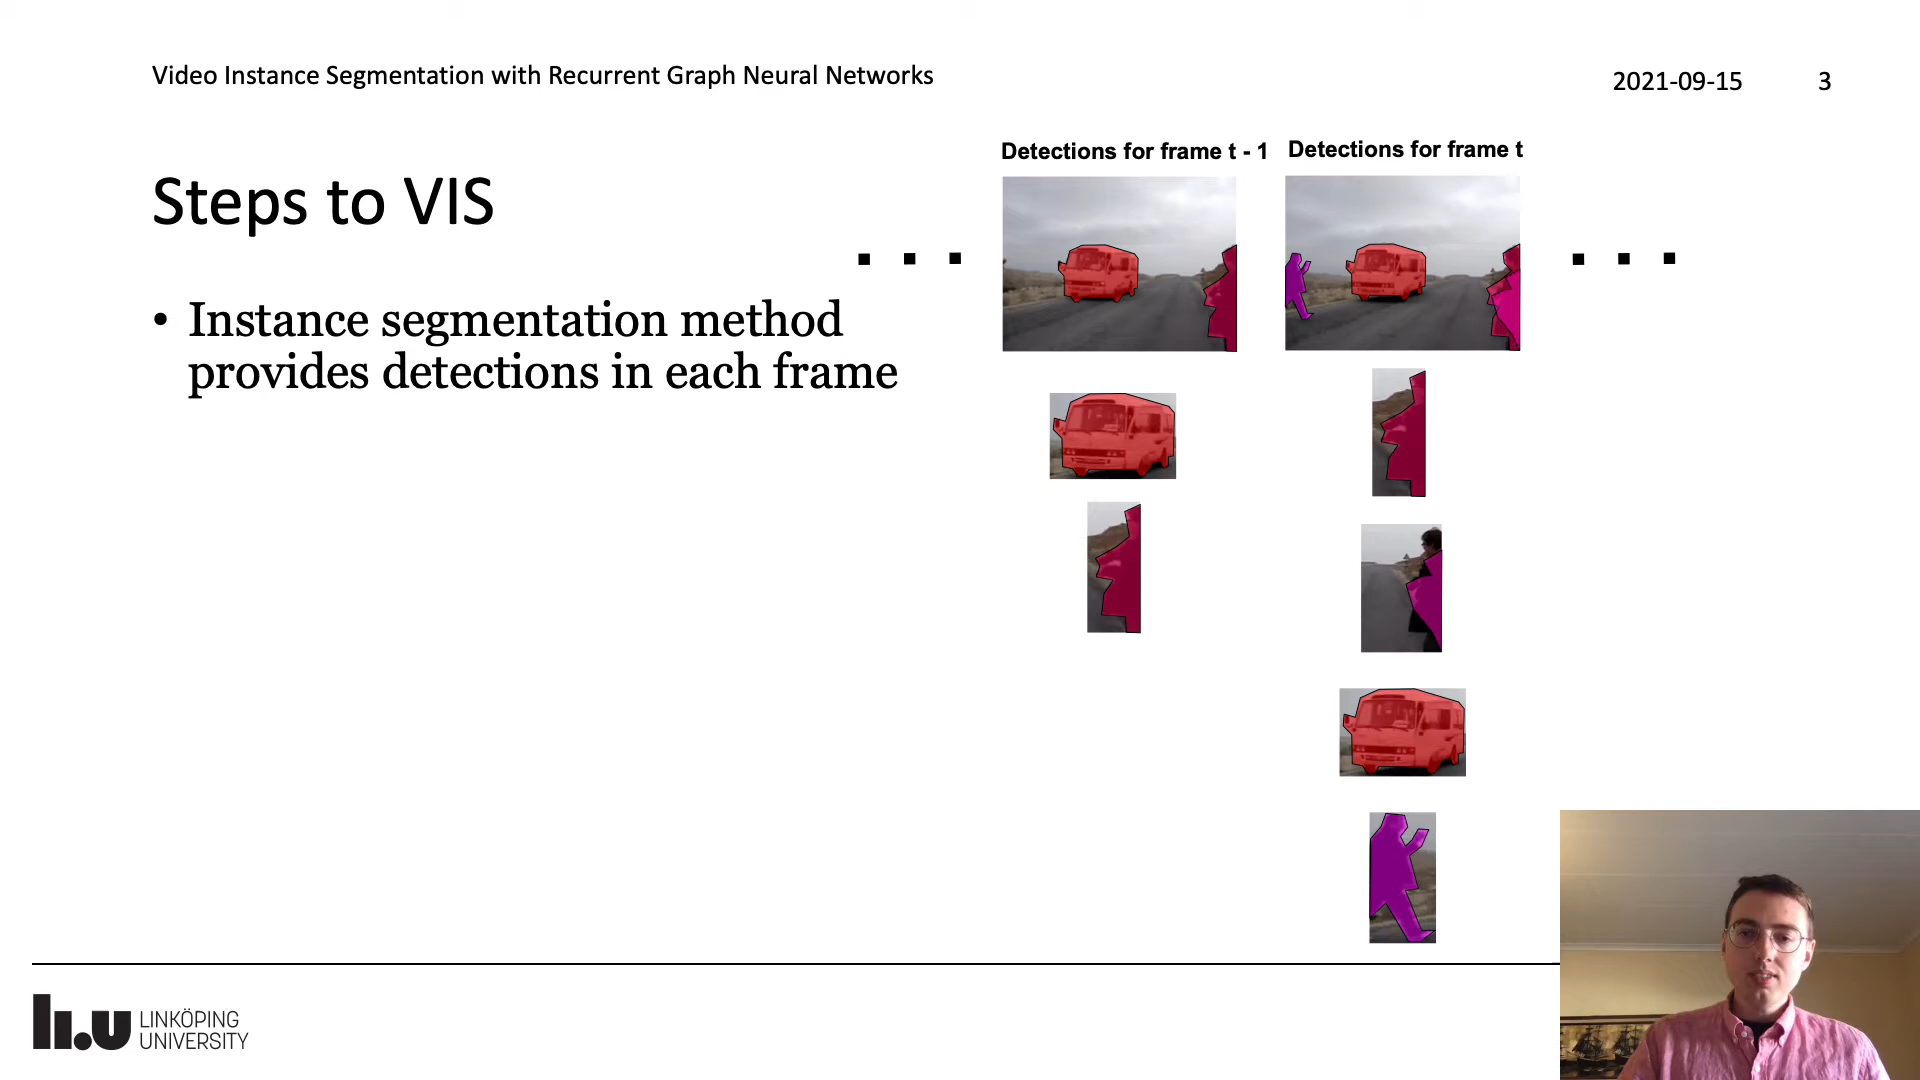 Video Instance Segmentation with Recurrent Graph Neural Networks
2021-09-15 3
Detections for frame t - 1 Detections for frame t
Steps to VIS
. . .
. . .
• Instance segmentation method
provides detections in each frame
li.u LINKÖPING
UNIVERSITY